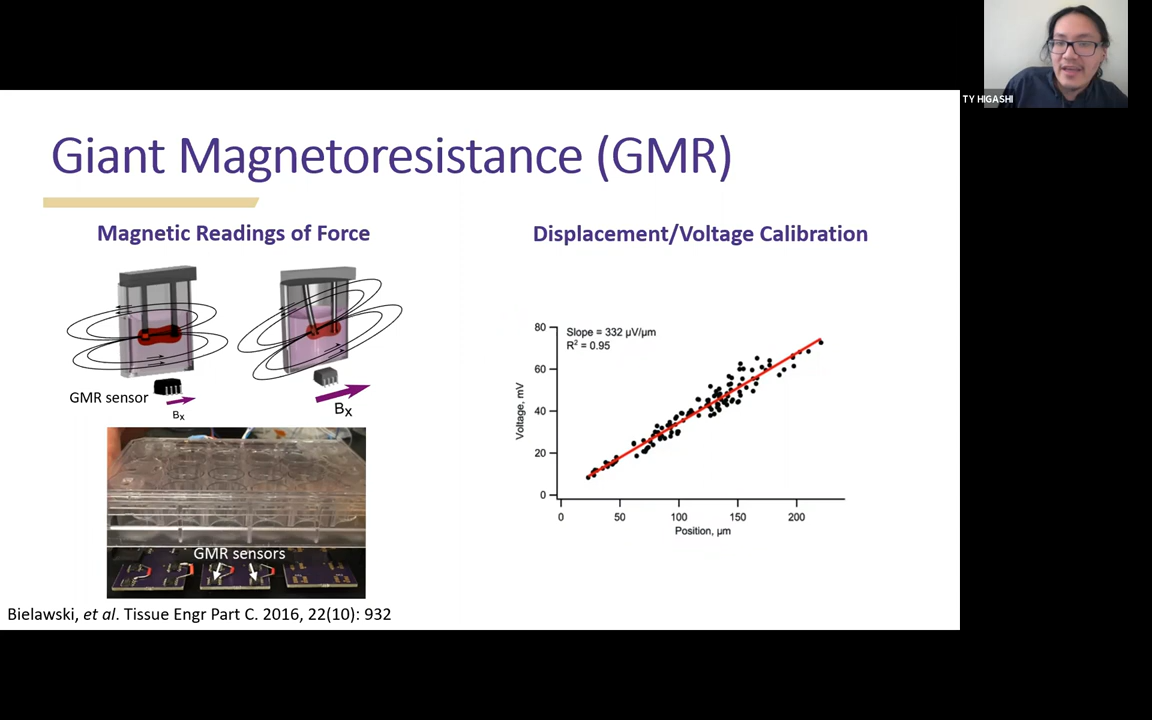 TY HIGASHI
Giant Magnetoresistance (GMR)
Magnetic Readings of Force
GMR sensor
Bx
Bx
GMR sensors
Bielawski, et al. Tissue Engr Part C. 2016, 22(10): 932
Displacement/Voltage Calibration
Slope = 332 µV/µm
R² = 0.95
Voltage, mV
80
60
40
20
0
0 50 100 150 200
Position, µm